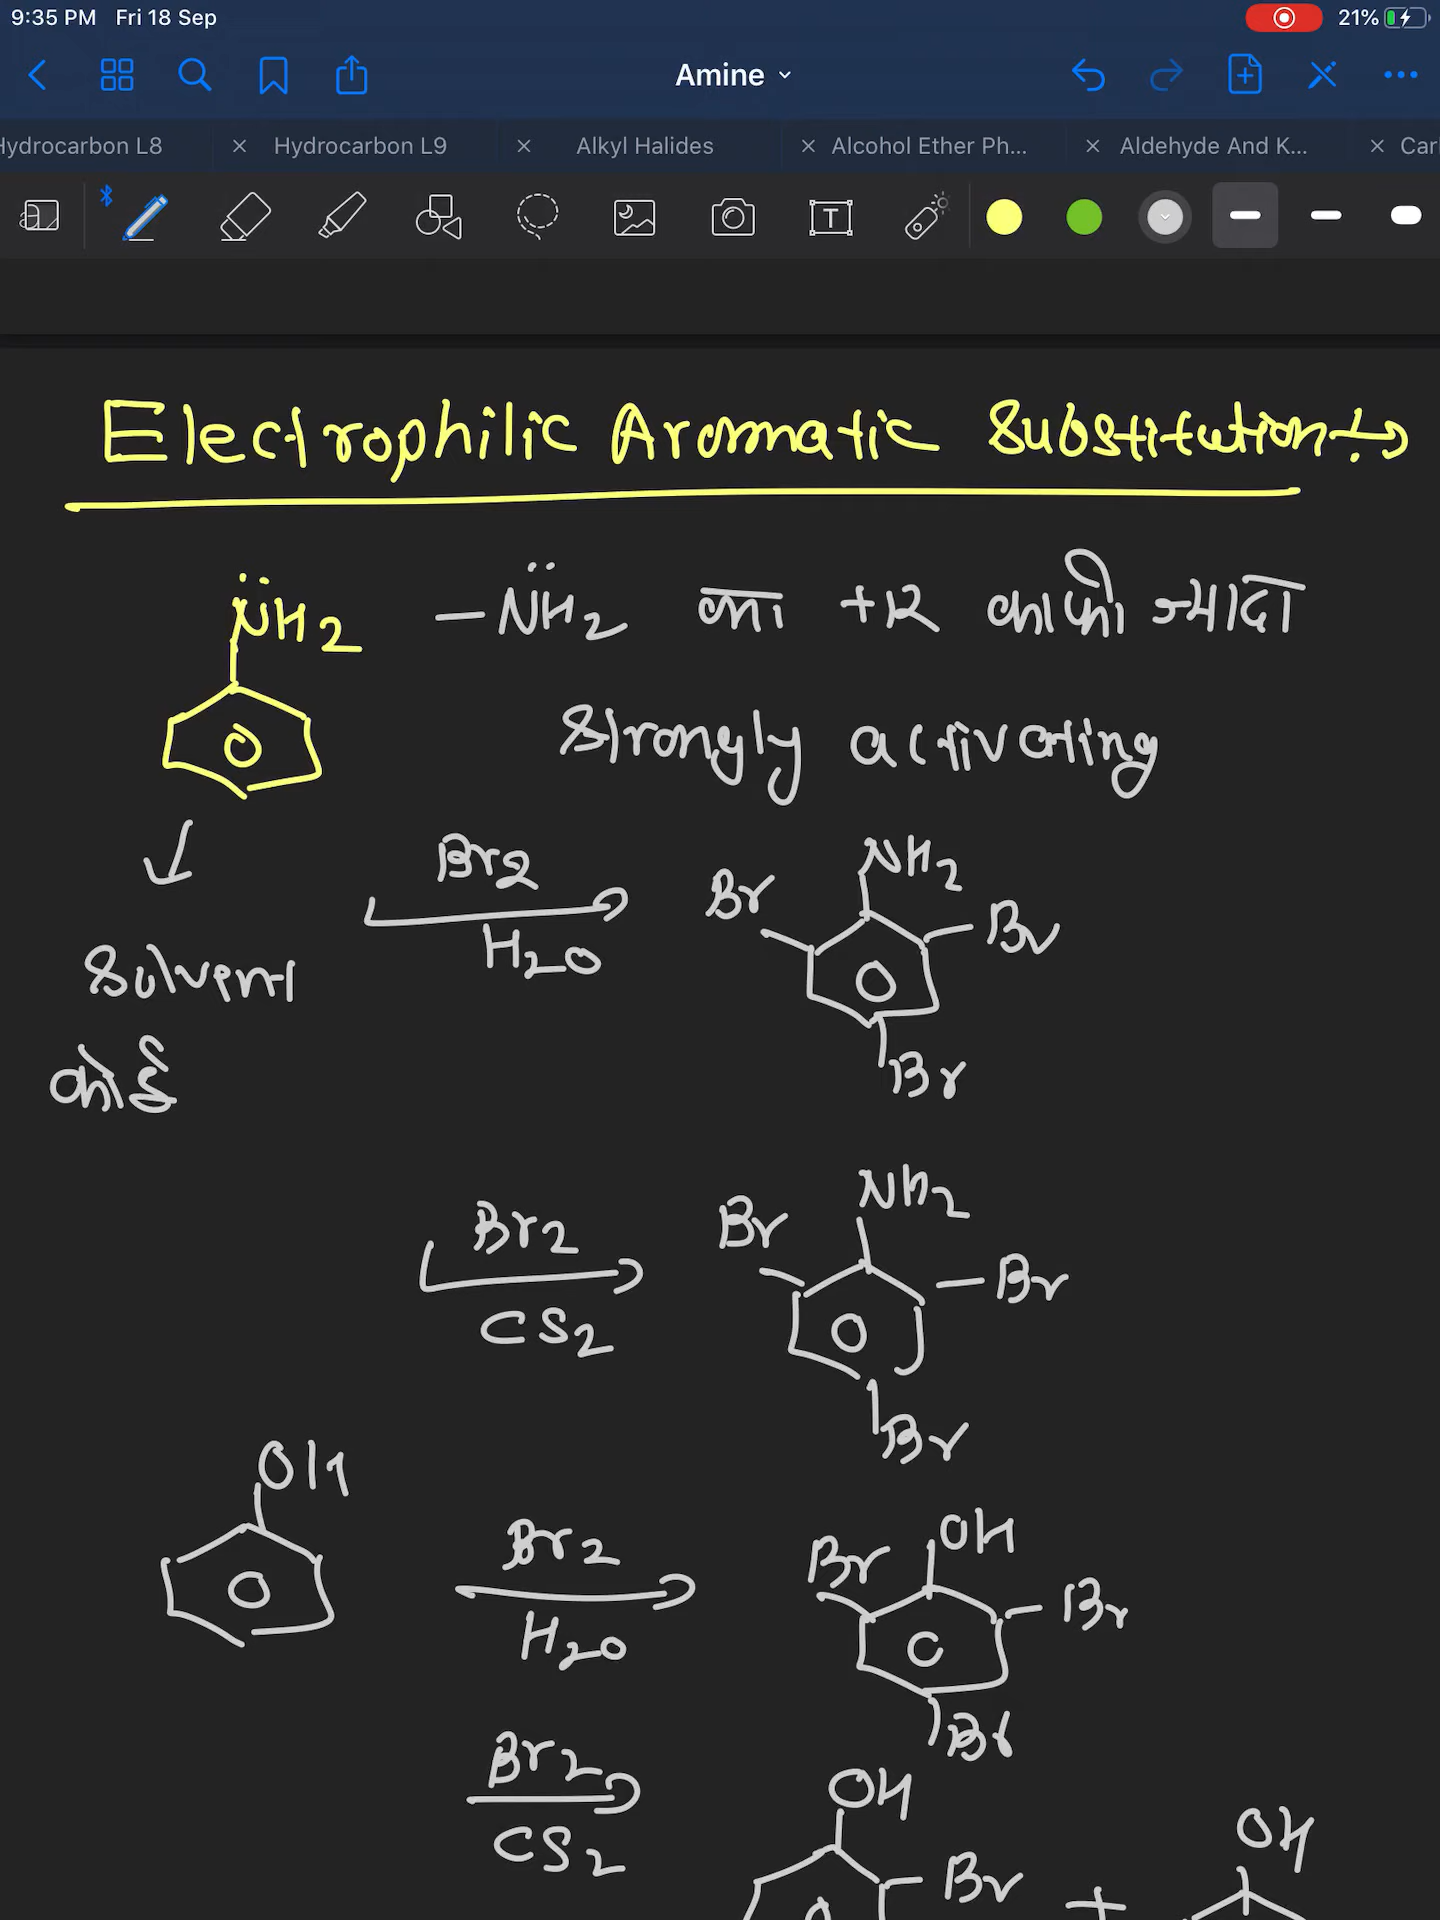 9:35 PM Fri 18 Sep 21%
Amine
Hydrocarbon L8 × Hydrocarbon L9 × Alkyl Halides × Alcohol Ether Ph... × Aldehyde And K... × Car
Electrophilic Aromatic Substitution :→
N̈H2 –N̈H2 का +R काफी ज्यादा
Strongly activating
Br2 NH2
Br Br
H2O
Solvent
Br
कोई
NH2
Br2 Br
Br
CS2
Br
OH
OH
Br2 Br
Br
H2O
Br
Br2
OH
CS2 OH
Br +